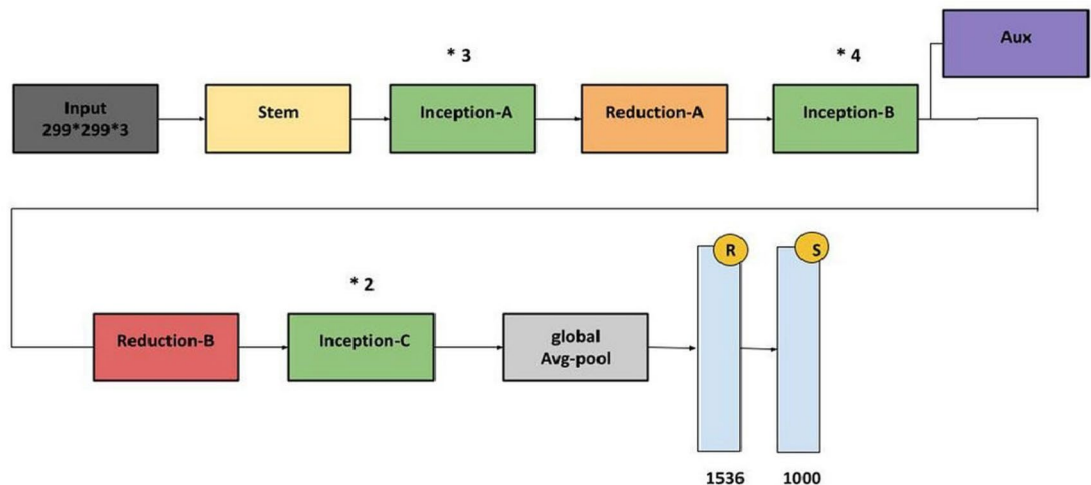 Aux
* 3
* 4
Input
299*299*3
Stem
Inception-A
Reduction-A
Inception-B
R
S
* 2
Reduction-B
Inception-C
global
Avg-pool
1536
1000